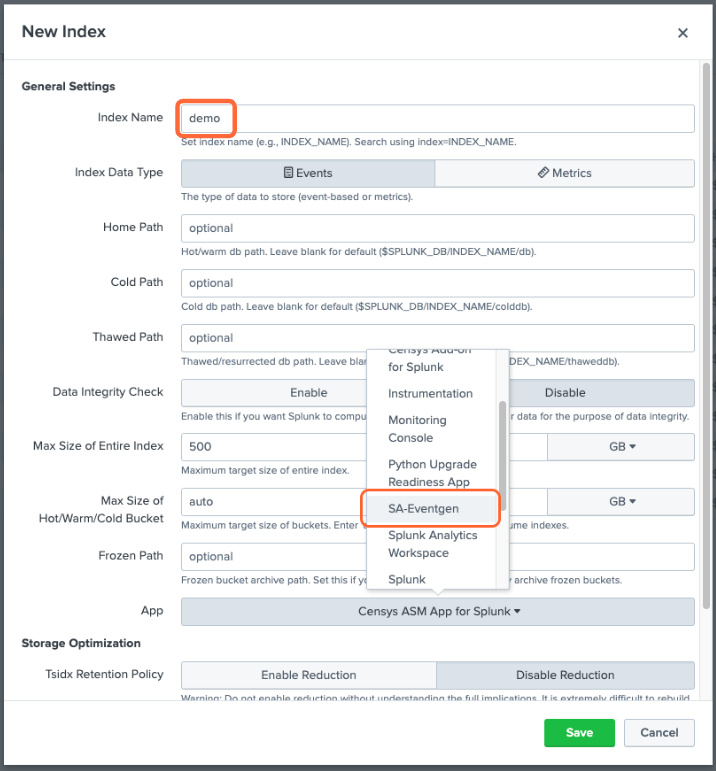 New Index
General Settings
Index Name
demo
Set index name (e.g., INDEX_NAME). Search using index=INDEX_NAME.
Index Data Type
Events
Metrics
The type of data to store (event-based or metrics).
Home Path
optional
Hot/warm db path. Leave blank for default ($SPLUNK_DB/INDEX_NAME/db).
Cold Path
optional
Cold db path. Leave blank for default ($SPLUNK_DB/INDEX_NAME/colddb).
Thawed Path
optional
Thawed/resurrected db path. Leave
DEX_NAME/thaweddb).
Data Integrity Check
Enable
Disable
Enable this if you want Splunk to
data for the purpose of data integrity.
Max Size of Entire Index
500
GB
Maximum target size of entire index.
Max Size of
Hot/Warm/Cold Bucket
auto
GB
Maximum target size of buckets. Enter
indexes.
Frozen Path
optional
Frozen bucket archive path. Set this if
archive frozen buckets.
Censys Add-on
for Splunk
Instrumentation
Monitoring
Console
Python Upgrade
Readiness App
SA-Eventgen
Splunk Analytics
Workspace
Splunk
App
Censys ASM App for Splunk
Storage Optimization
Tsidx Retention Policy
Enable Reduction
Disable Reduction
Warning: Do not enable reduction without understanding the full implications. It is extremely difficult to rebuild
Save
Cancel